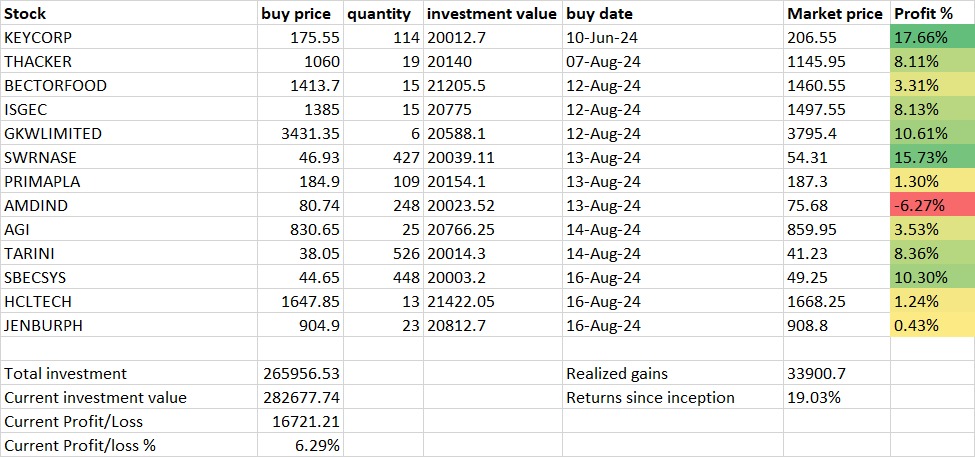 Stock buy price quantity investment value buy date Market price Profit %
KEYCORP 175.55 114 20012.7 10-Jun-24 206.55 17.66%
THACKER 1060 19 20140 07-Aug-24 1145.95 8.11%
BECTORFOOD 1413.7 15 21205.5 12-Aug-24 1460.55 3.31%
ISGEC 1385 15 20775 12-Aug-24 1497.55 8.13%
GKWLIMITED 3431.35 6 20588.1 12-Aug-24 3795.4 10.61%
SWRNASE 46.93 427 20039.11 13-Aug-24 54.31 15.73%
PRIMAPLA 184.9 109 20154.1 13-Aug-24 187.3 1.30%
AMDIND 80.74 248 20023.52 13-Aug-24 75.68 -6.27%
AGI 830.65 25 20766.25 14-Aug-24 859.95 3.53%
TARINI 38.05 526 20014.3 14-Aug-24 41.23 8.36%
SBECSYS 44.65 448 20003.2 16-Aug-24 49.25 10.30%
HCLTECH 1647.85 13 21422.05 16-Aug-24 1668.25 1.24%
JENBURPH 904.9 23 20812.7 16-Aug-24 908.8 0.43%
Total investment 265956.53 Realized gains 33900.7
Current investment value 282677.74 Returns since inception 19.03%
Current Profit/Loss 16721.21
Current Profit/loss % 6.29%